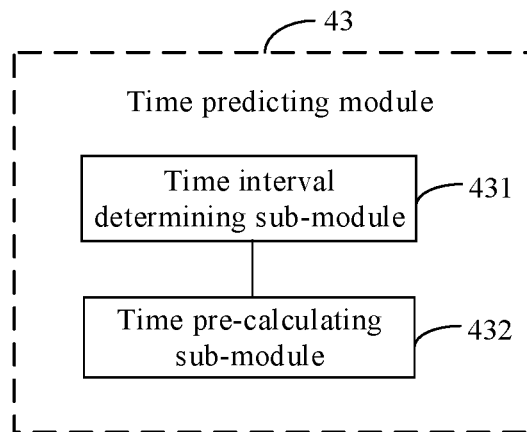 43
Time predicting module
Time interval
determining sub-module
431
Time pre-calculating
sub-module
432